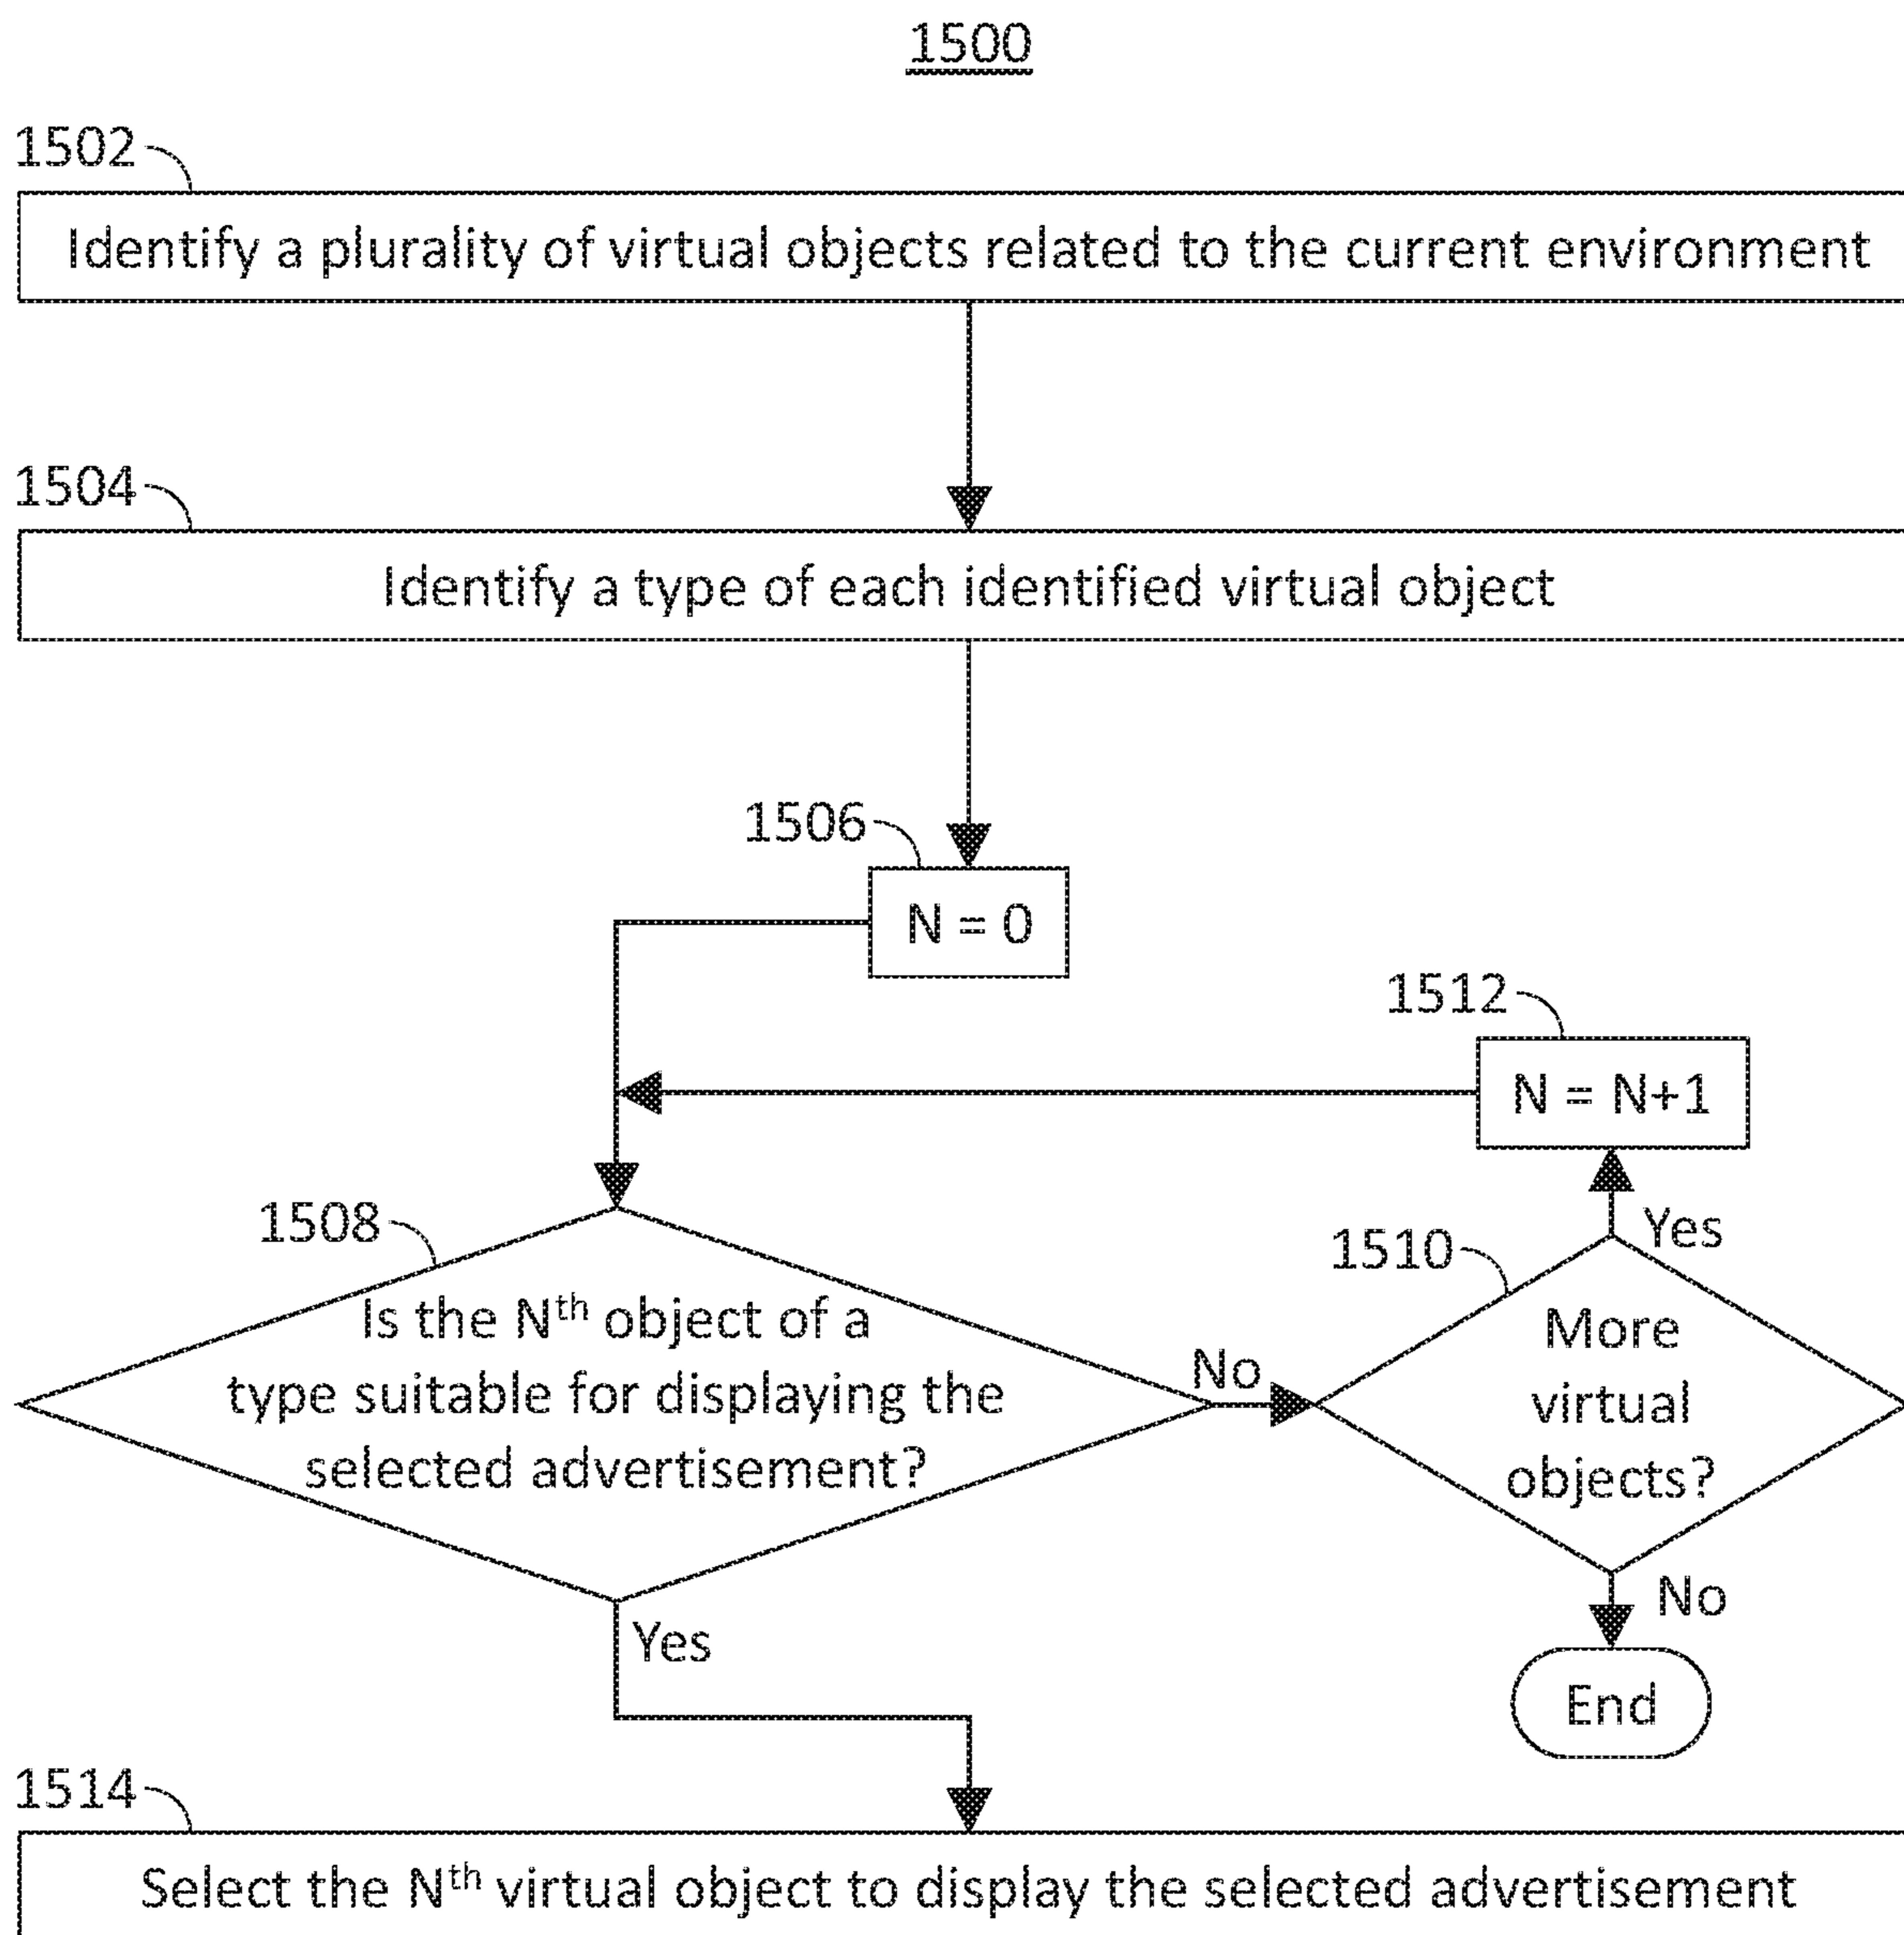 1500
1502
Identify a plurality of virtual objects related to the current environment
1504
Identify a type of each identified virtual object
1506
N = 0
1512
N = N+1
1508
Is the Nth object of a
type suitable for displaying the
selected advertisement?
No
1510
Yes
More
virtual
objects?
No
Yes
End
1514
Select the Nth virtual object to display the selected advertisement